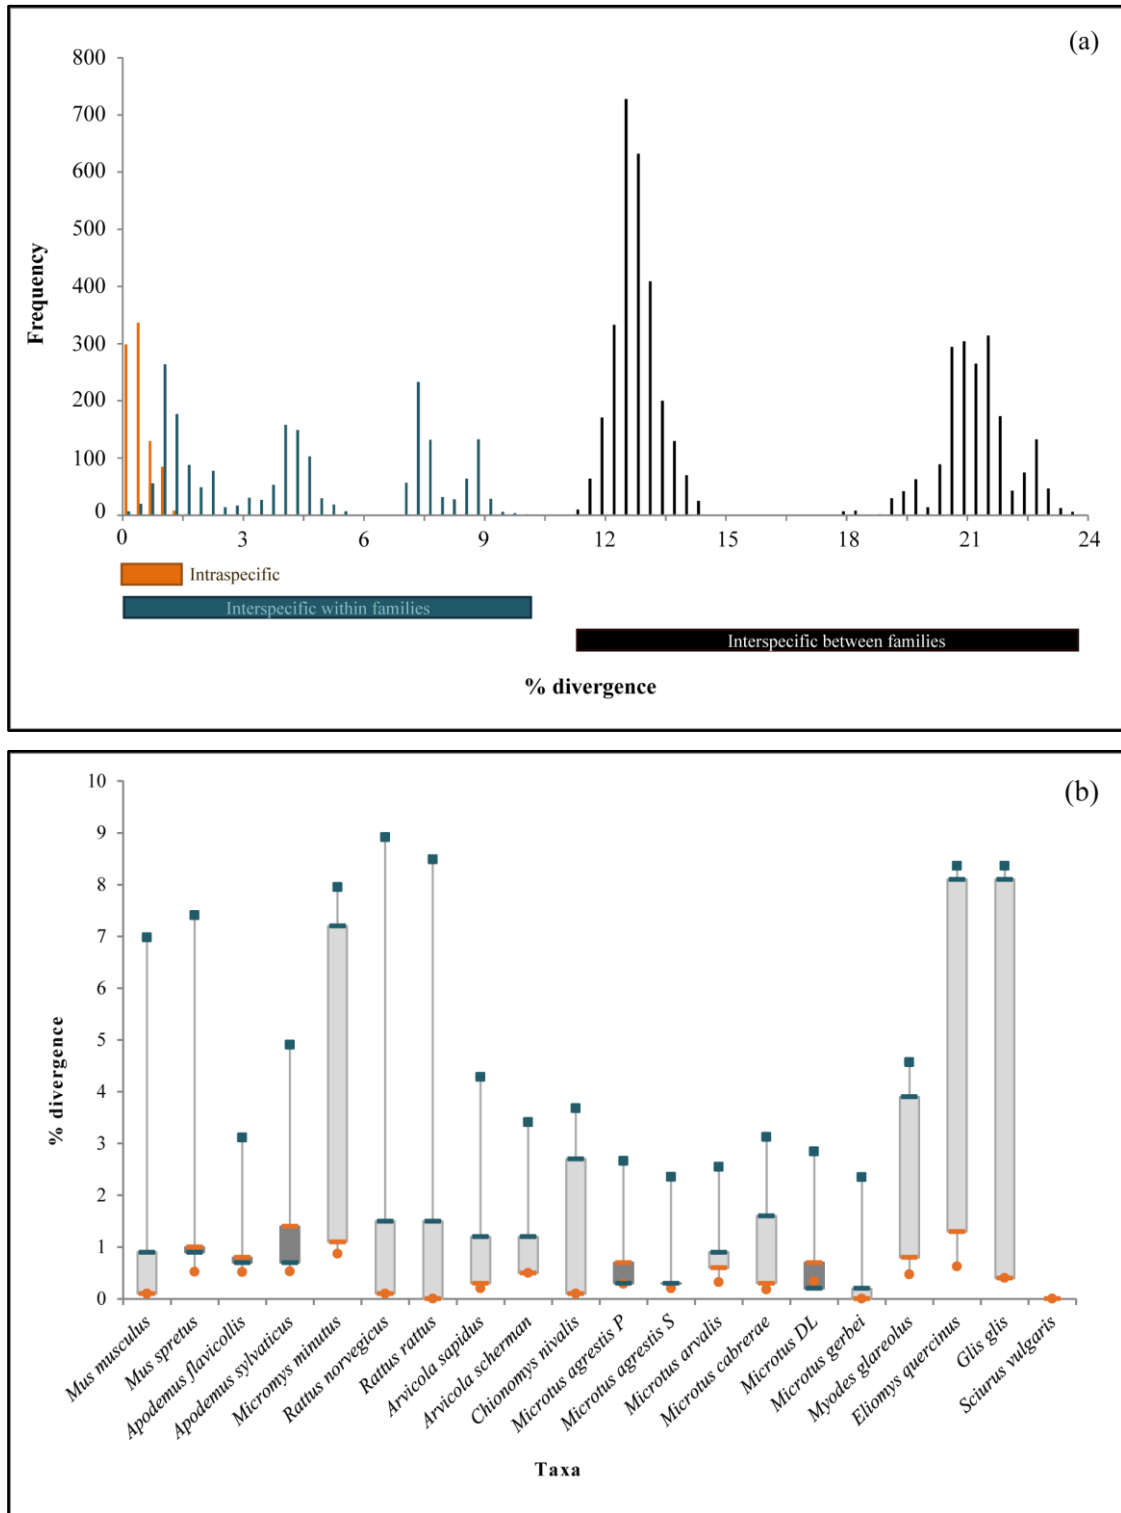 (a)
800
700
600
500
400
300
200
100
0
Frequency
0 3 6 9 12 15 18 21 24
Intraspecific
Interspecific within families
Interspecific between families
% divergence
(b)
10
9
8
7
6
5
4
3
2
1
0
% divergence
Mus musculus
Mus spretus
Apodemus flavicollis
Apodemus sylvaticus
Micromys minutus
Rattus norvegicus
Rattus rattus
Arvicola sapidus
Arvicola scherman
Chionomys nivalis
Microtus agrestis P
Microtus agrestis S
Microtus arvalis
Microtus cabrerae
Microtus DL
Microtus gerbei
Myodes glareolus
Eliomys quercinus
Glis glis
Sciurus vulgaris
Taxa